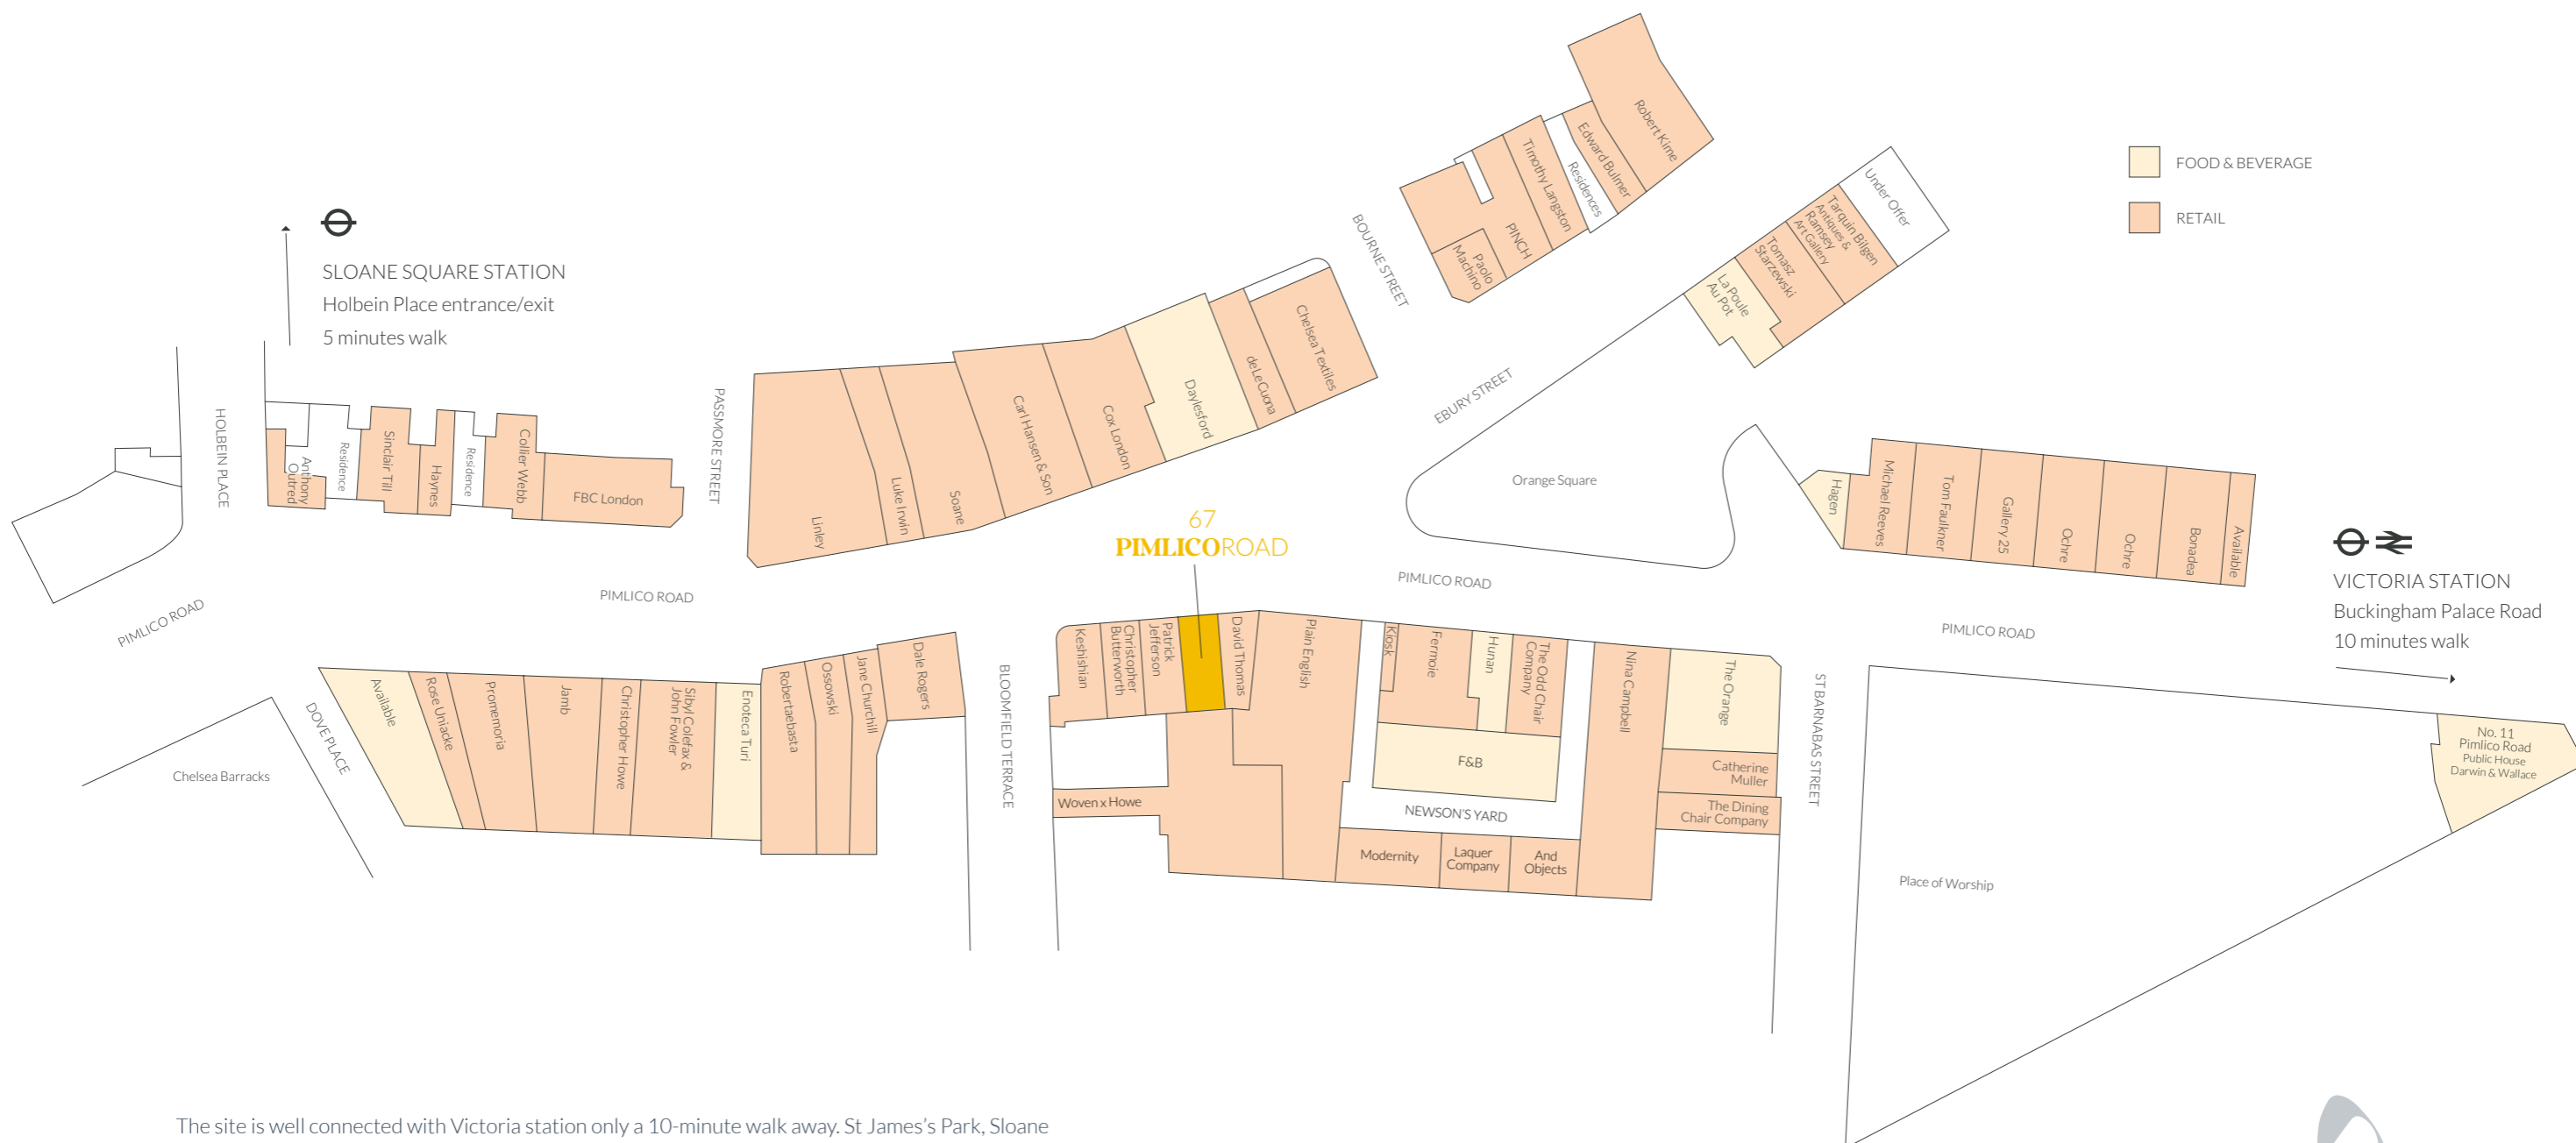 FOOD & BEVERAGE
RETAIL
SLOANE SQUARE STATION
Holbein Place entrance/exit
5 minutes walk
HOLBEIN PLACE
Anthony
Outred
Residence
Sinclair Till
Haynes
Residence
Collier Webb
FBC London
PASSMORE STREET
Linley
Luke Irwin
Soane
Carl Hansen & Son
Cox London
Daylesford
de Le Cuona
Chelsea Textiles
BOURNE STREET
Paolo
Machino
PINCH
Timothy Langston
Residences
Edward Bulmer
Robert Kime
EBURY STREET
La Poule
Au Pot
Tomasz
Starzewski
Tarquin Bilgen
Antiques &
Ramsey
Art Gallery
Under Offer
Orange Square
Hagen
Michael Reeves
Tom Faulkner
Gallery 25
Ochre
Ochre
Bonadea
Available
VICTORIA STATION
Buckingham Palace Road
10 minutes walk
67
PIMLICOROAD
PIMLICO ROAD
PIMLICO ROAD
PIMLICO ROAD
PIMLICO ROAD
Chelsea Barracks
DOVE PLACE
Available
Rose Uniacke
Promemoria
Jamb
Christopher Howe
Sibyl Colefax &
John Fowler
Enoteca Turi
Robertaebasta
Ossowski
Jane Churchill
Dale Rogers
BLOOMFIELD TERRACE
Keshishian
Christopher
Butterworth
Patrick
Jefferson
David Thomas
Plain English
Woven x Howe
Kiosk
Fermoie
Hunan
The Odd Chair
Company
F&B
NEWSON'S YARD
Modernity
Laquer
Company
And
Objects
Nina Campbell
The Orange
Catherine
Muller
The Dining
Chair Company
ST BARNABAS STREET
Place of Worship
No. 11
Pimlico Road
Public House
Darwin & Wallace
The site is well connected with Victoria station only a 10-minute walk away. St James's Park, Sloane